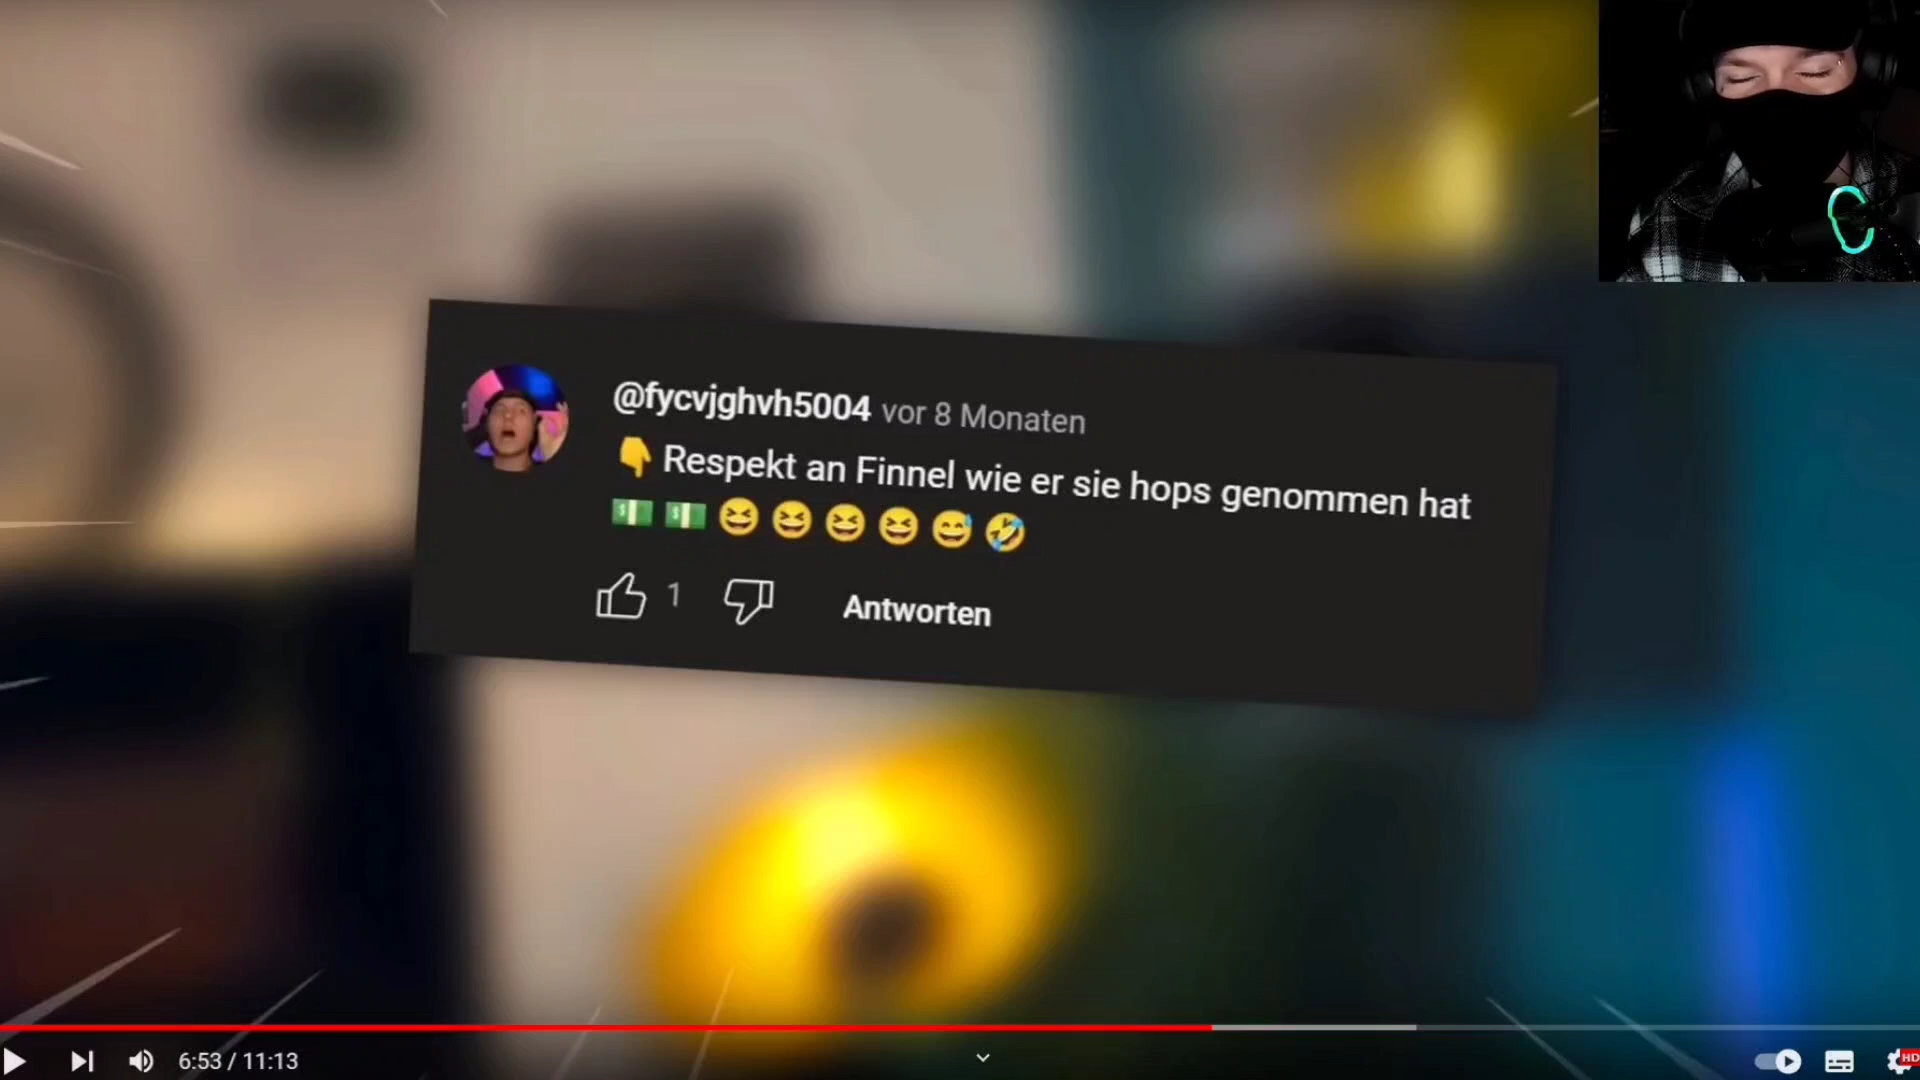 @fycvjghvh5004 vor 8 Monaten
👇 Respekt an Finnel wie er sie hops genommen hat
💵 💵 😆 😆 😆 😆 😅 🤣
1 Antworten
6:53 / 11:13
HD